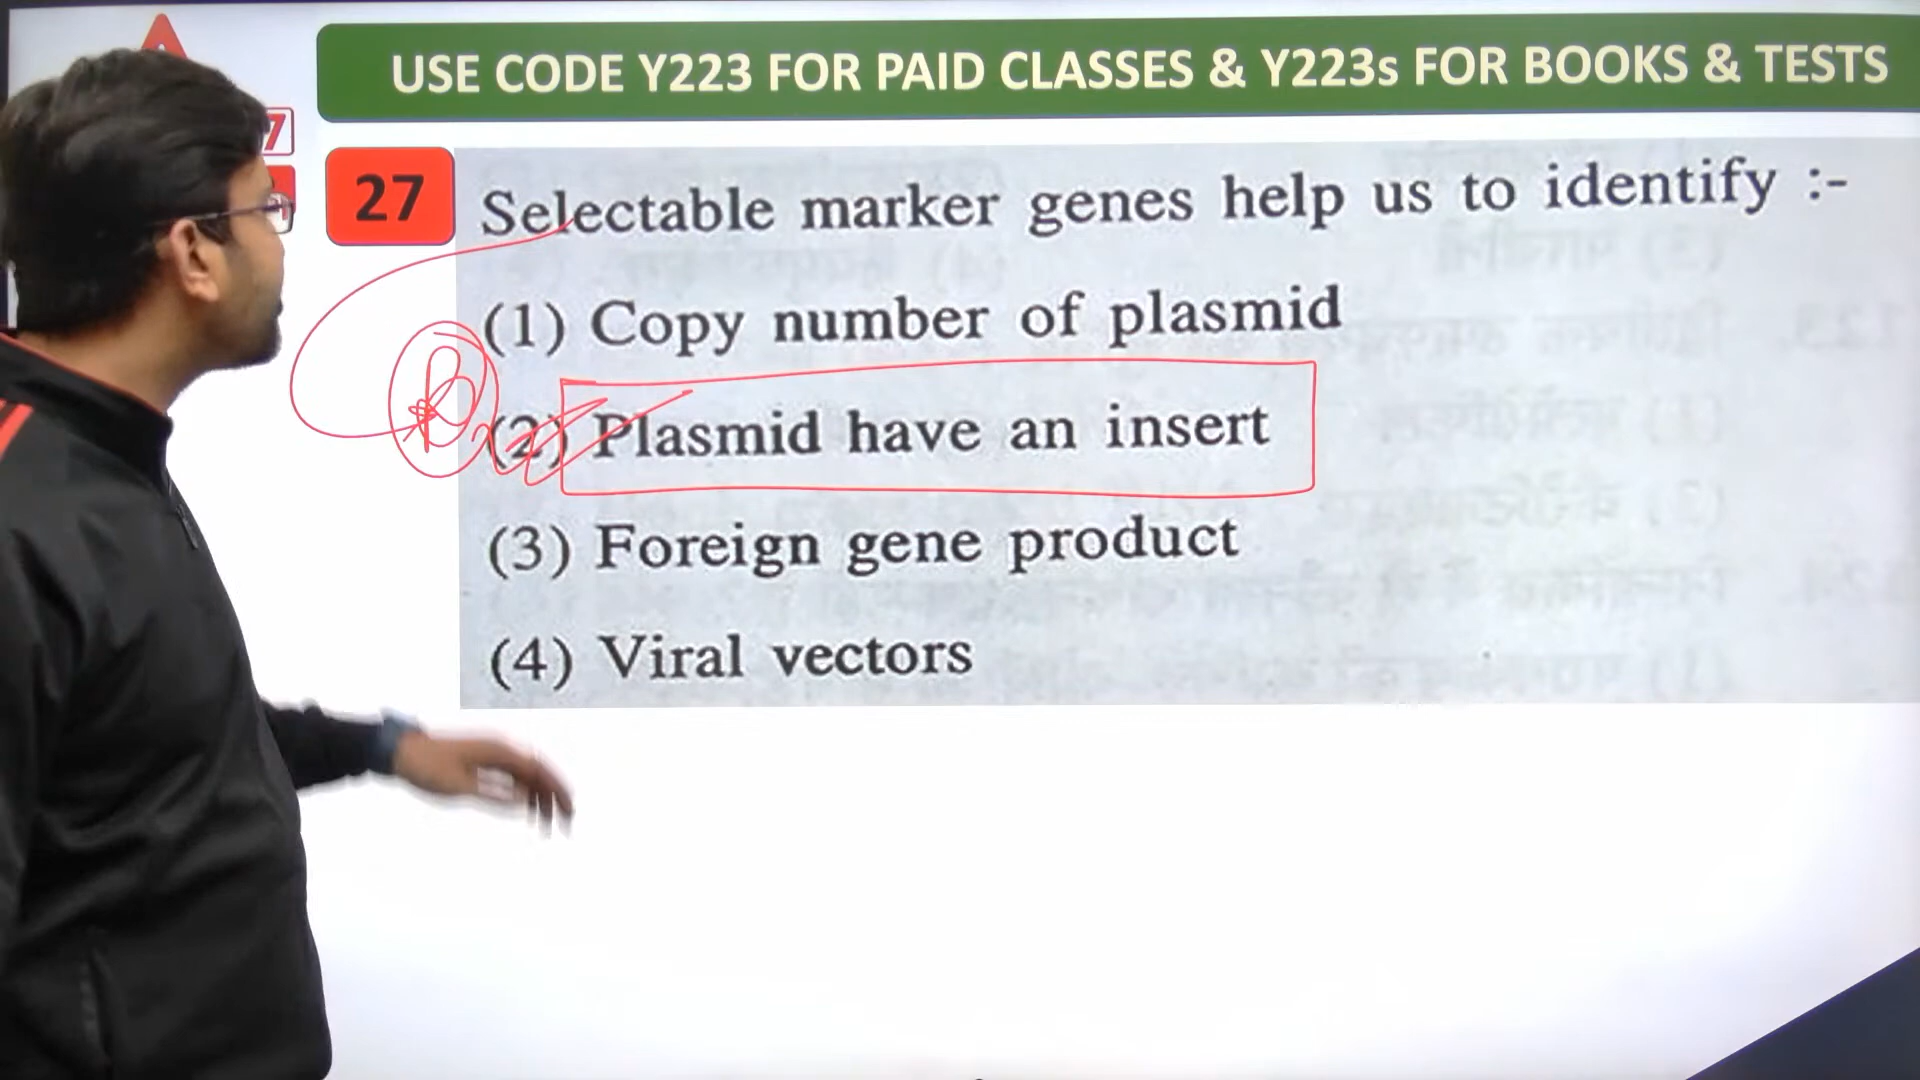 USE CODE Y223 FOR PAID CLASSES & Y223s FOR BOOKS & TESTS
7
27
Selectable marker genes help us to identify :-
(1) Copy number of plasmid
(2) Plasmid have an insert
(3) Foreign gene product
(4) Viral vectors